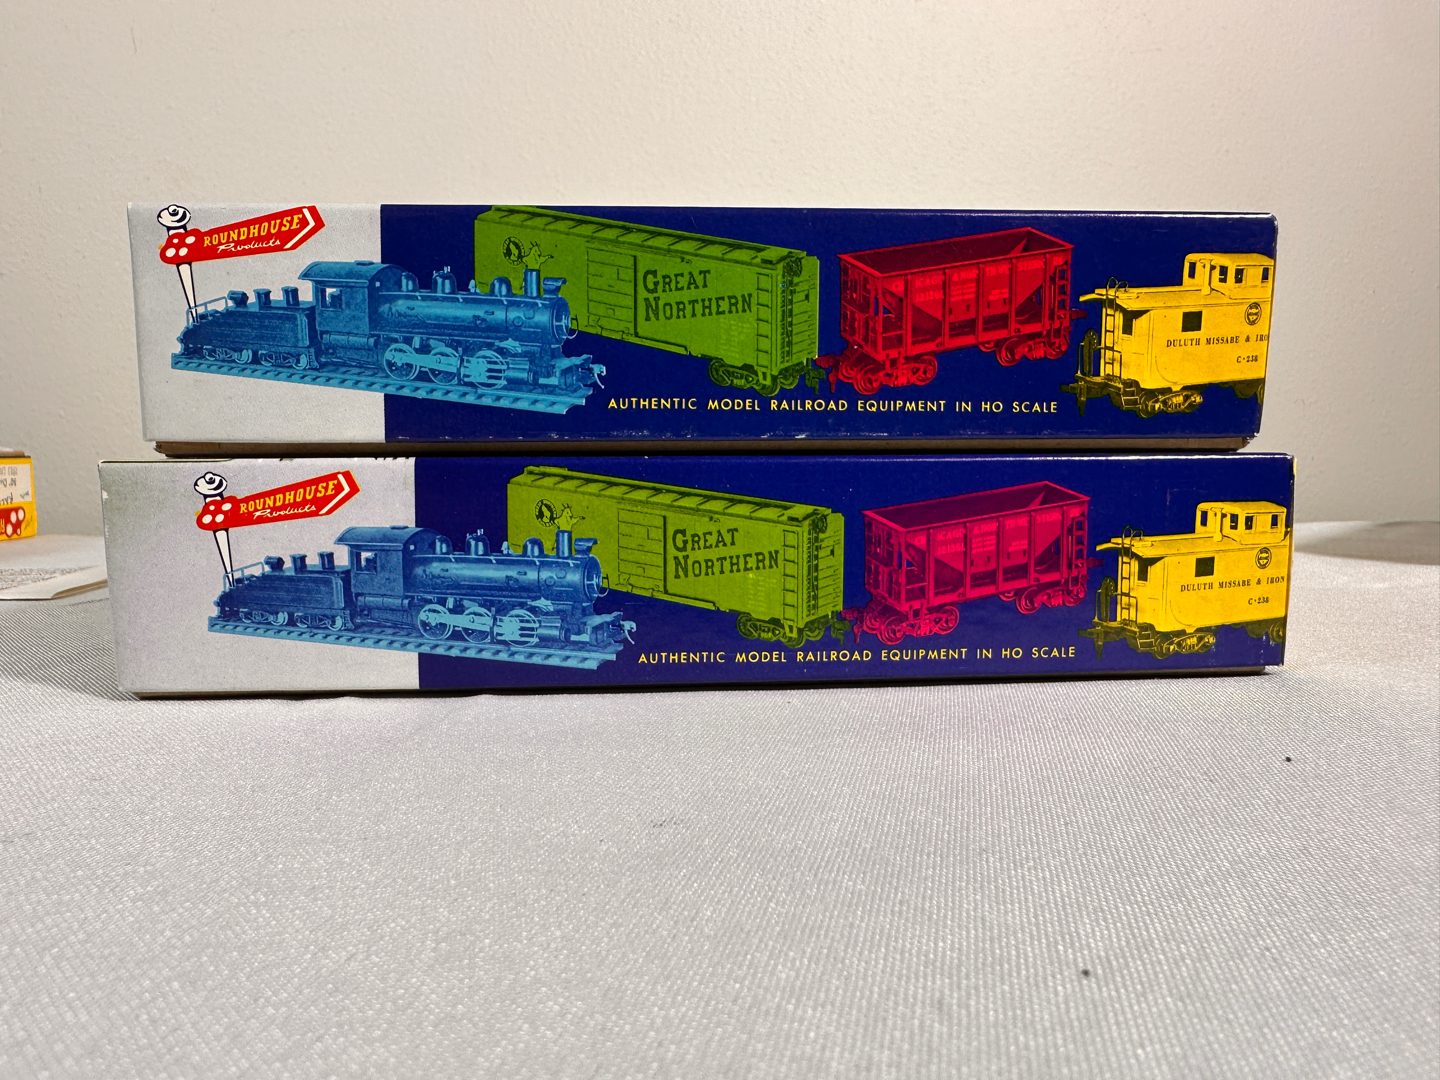 ROUNDHOUSE
Products
GREAT
NORTHERN
DULUTH MISSABE & IRO
C-238
AUTHENTIC MODEL RAILROAD EQUIPMENT IN HO SCALE
ROUNDHOUSE
Products
GREAT
NORTHERN
DULUTH MISSABE & IRON
C-238
AUTHENTIC MODEL RAILROAD EQUIPMENT IN HO SCALE